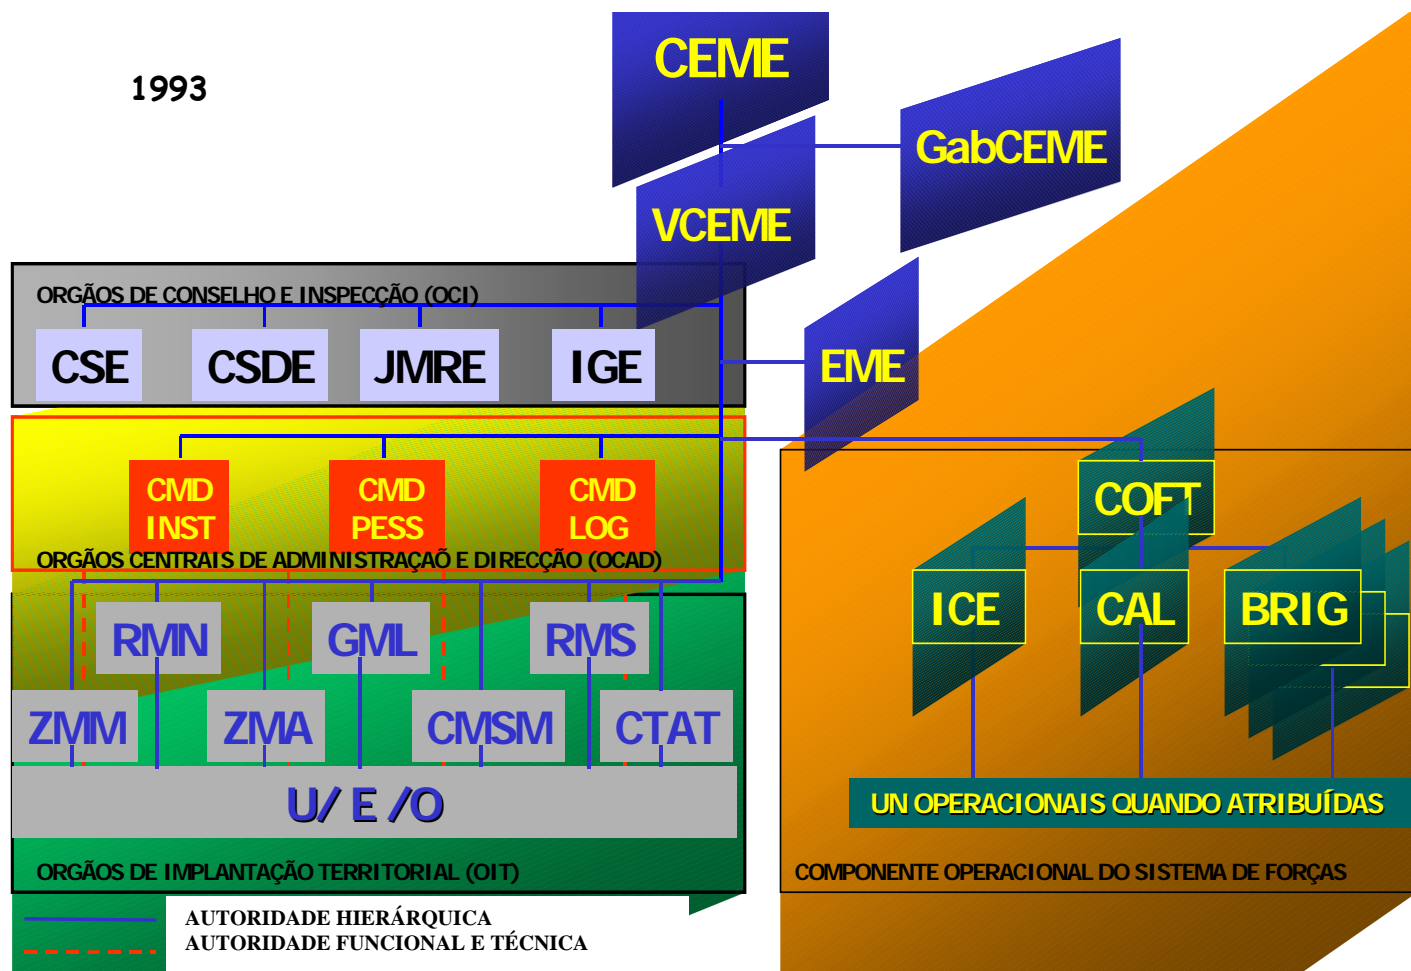 1993
CEME
GabCEME
VCEME
ORGÃOS DE CONSELHO E INSPECÇÃO (OCI)
CSE CSDE JMRE IGE
EME
CMD INST
CMD PESS
CMD LOG
ORGÃOS CENTRAIS DE ADMINISTRAÇAÕ E DIRECÇÃO (OCAD)
COFT
ICE CAL BRIG
RMN GML RMS
ZMM ZMA CMSM CTAT
U/ E /O
UN OPERACIONAIS QUANDO ATRIBUÍDAS
ORGÃOS DE IMPLANTAÇÃO TERRITORIAL (OIT)
COMPONENTE OPERACIONAL DO SISTEMA DE FORÇAS
AUTORIDADE HIERÁRQUICA
AUTORIDADE FUNCIONAL E TÉCNICA